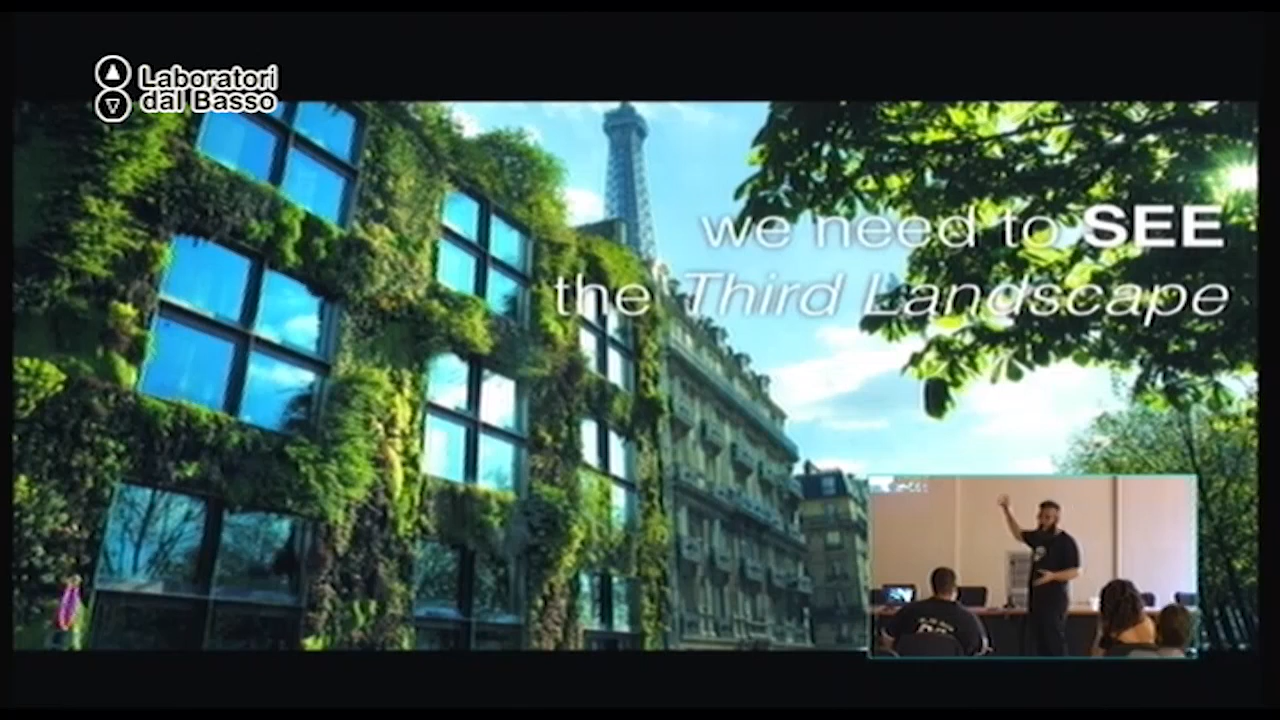 Laboratori
dal Basso
we need to SEE
the Third Landscape